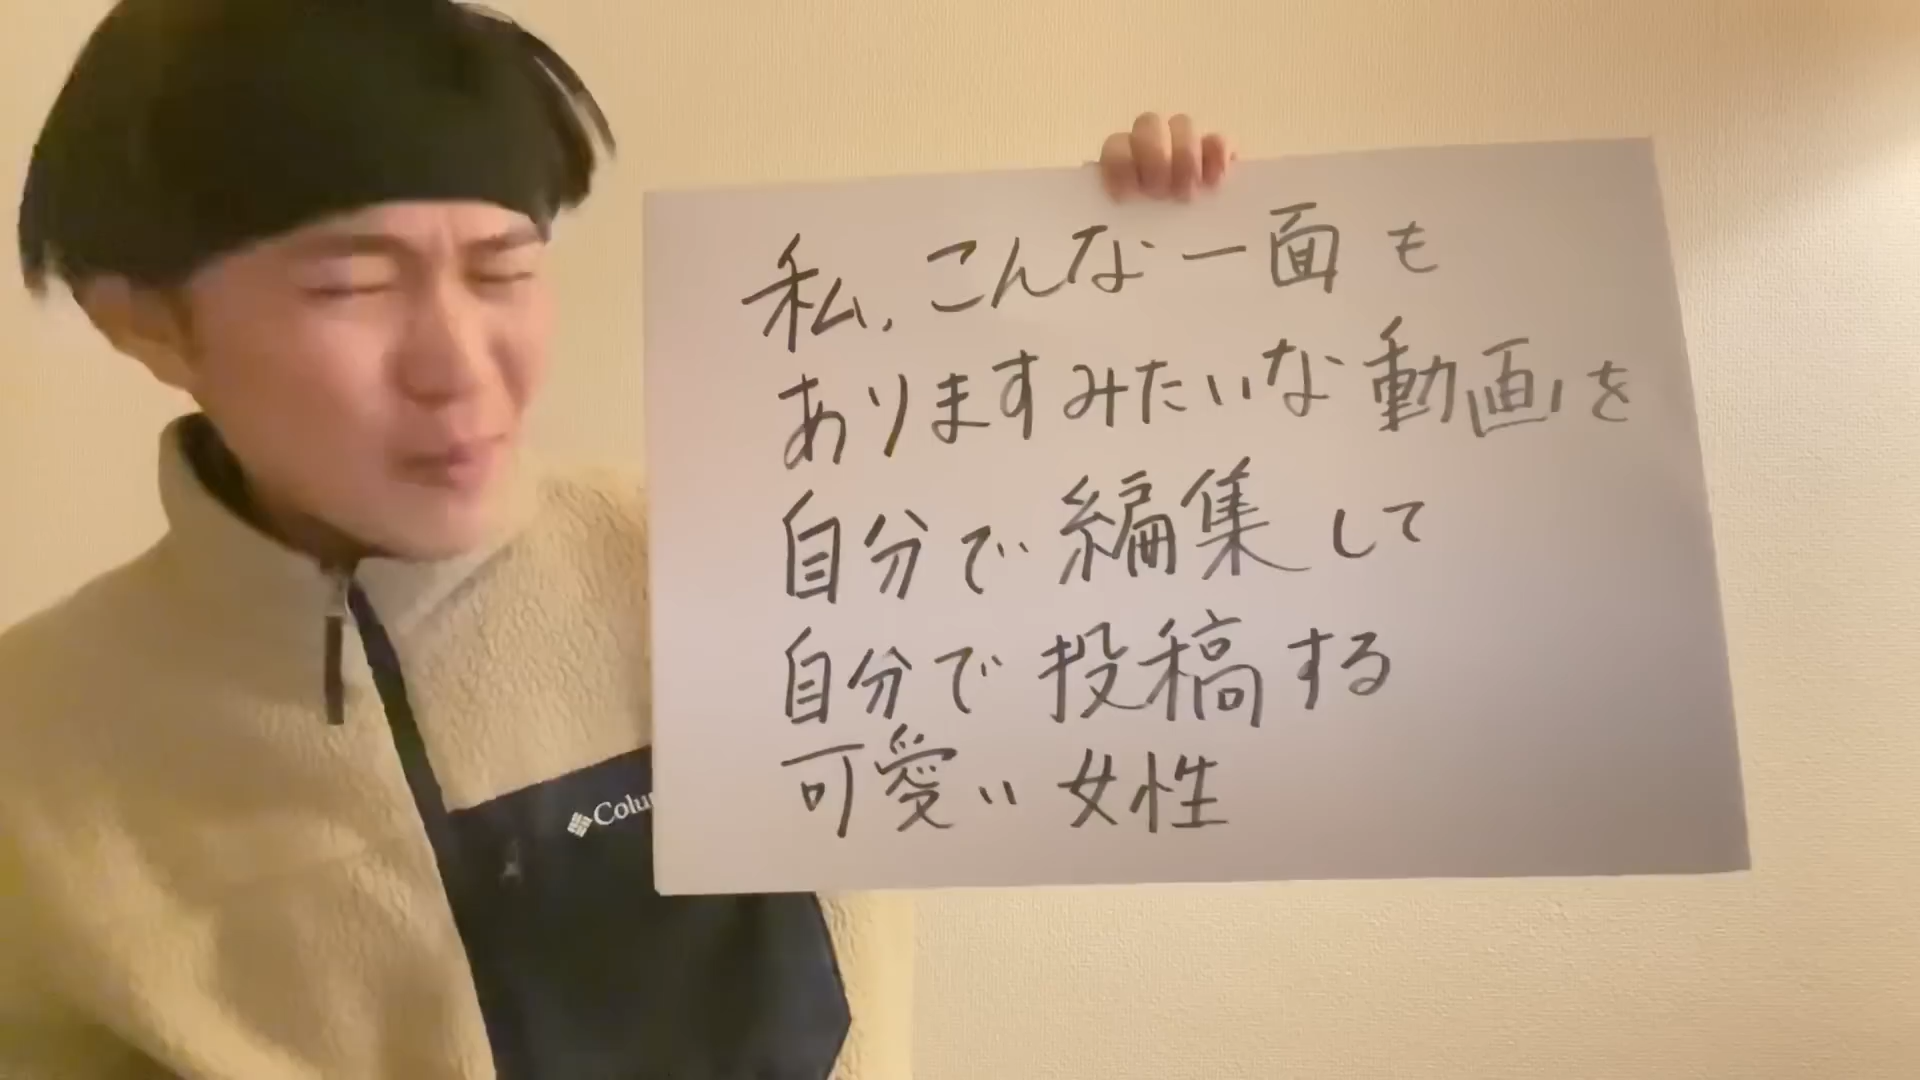 私、こんな一面も
ありますみたいな動画を
自分で編集して
自分で投稿する
可愛い女性